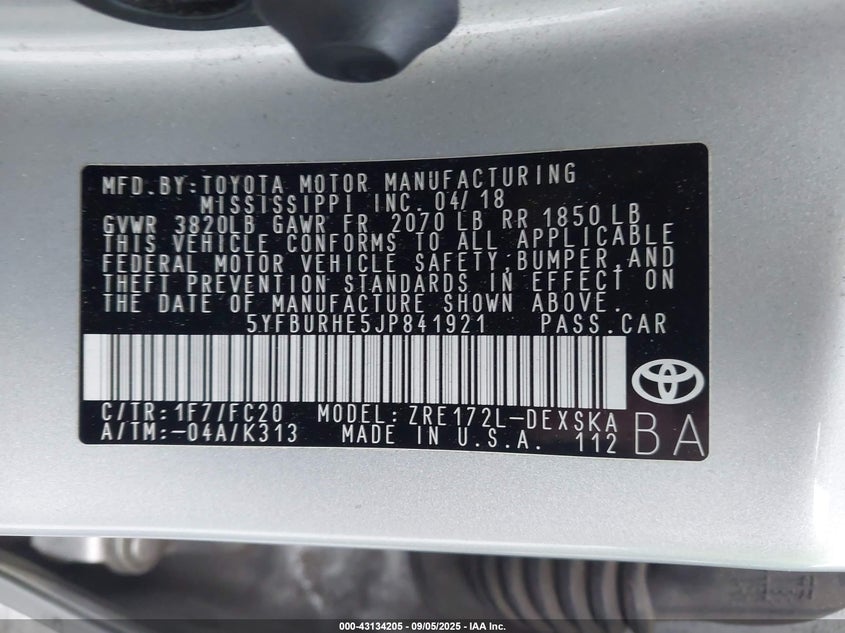 MFD.BY:TOYOTA MOTOR MANUFACTURING
MISSISSIPPI INC. 04/18
GVWR 3820LB GAWR FR 2070 LB RR 1850 LB
THIS VEHICLE CONFORMS TO ALL APPLICABLE
FEDERAL MOTOR VEHICLE SAFETY,BUMPER,AND
THEFT PREVENTION STANDARDS IN EFFECT ON
THE DATE OF MANUFACTURE SHOWN ABOVE.
5YFBURHE5JP841921 PASS.CAR
C/TR:1F7/FC20 MODEL:ZRE172L-DEXSKA
A/TM:-04A/K313 MADE IN U.S.A. 112
BA
000-43134205 - 09/05/2025 - IAA Inc.